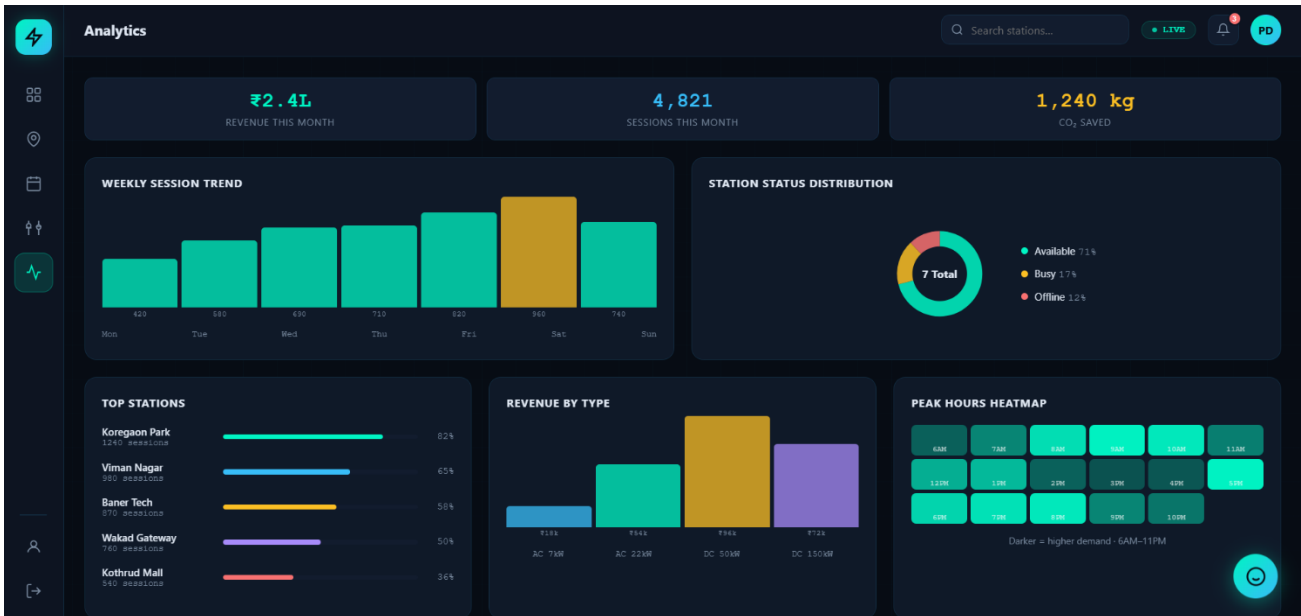 Analytics
Search stations...
LIVE
3
PD
₹2.4L
REVENUE THIS MONTH
4,821
SESSIONS THIS MONTH
1,240 kg
CO₂ SAVED
WEEKLY SESSION TREND
420 580 690 710 820 960 740
Mon Tue Wed Thu Fri Sat Sun
STATION STATUS DISTRIBUTION
7 Total
Available 71%
Busy 17%
Offline 12%
TOP STATIONS
Koregaon Park
1240 sessions
82%
Viman Nagar
980 sessions
65%
Baner Tech
870 sessions
58%
Wakad Gateway
760 sessions
50%
Kothrud Mall
540 sessions
36%
REVENUE BY TYPE
₹18k ₹54k ₹96k ₹72k
AC 7kW AC 22kW DC 50kW DC 150kW
PEAK HOURS HEATMAP
6AM 7AM 8AM 9AM 10AM 11AM
12PM 1PM 2PM 3PM 4PM 5PM
6PM 7PM 8PM 9PM 10PM
Darker = higher demand · 6AM–11PM